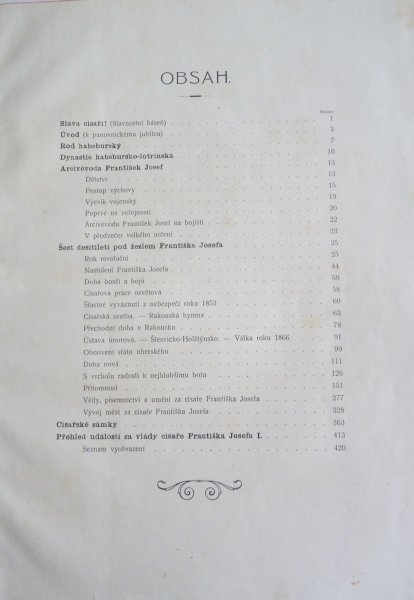 OBSAH.
Strana
Sláva císaři! (Slavnostní báseň) 1
Úvod (k panovnickému jubileu) 3
Rod habsburský 7
Dynastie habsbursko-lotrinská 10
Arcivévoda František Josef 13
Dětství 13
Postup výchovy 15
Výcvik vojenský 19
Poprvé na veřejnosti 20
Arcivévoda František Josef na bojišti 22
V předvečer velkého určení 23
Šest desítiletí pod žezlem Františka Josefa 25
Rok revoluční 25
Nastolení Františka Josefa 44
Doba bouří a bojů 50
Císařova práce osvětová 58
Šťastné vyváznutí z nebezpečí roku 1853 60
Císařská svatba. — Rakouská hymna 63
Přechodní doba v Rakousku 78
Ústava únorová. — Šlesvicko-Holštýnsko. — Válka roku 1866 91
Obnovení státu uherského 99
Doba nová 111
S vrcholu radosti k nejhlubšímu bolu 126
Přítomnost 151
Vědy, písemnictví a umění za císaře Františka Josefa 277
Vývoj měst za císaře Františka Josefa 328
Císařské zámky 363
Přehled událostí za vlády císaře Františka Josefa I. 413
Seznam vyobrazení 420